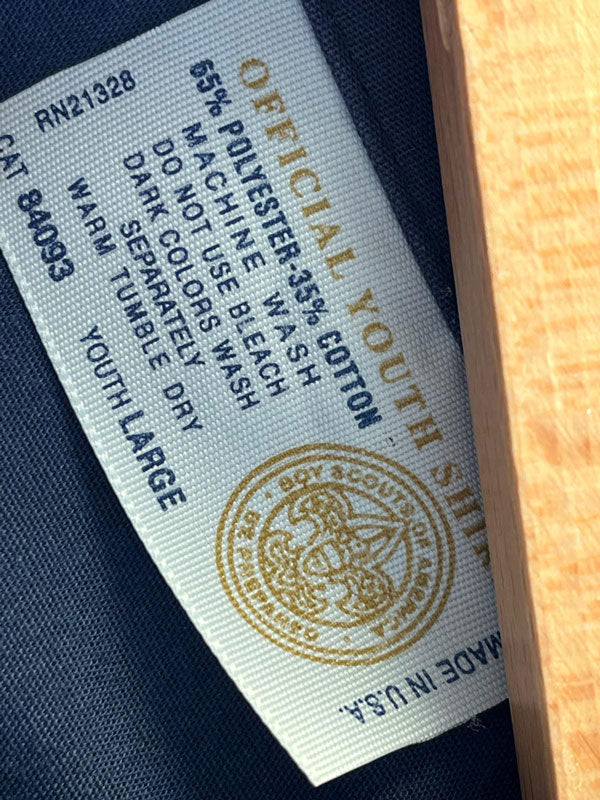 OFFICIAL YOUTH SHIR
65% POLYESTER-35% COTTON
MACHINE WASH
DO NOT USE BLEACH
DARK COLORS WASH
SEPARATELY
WARM TUMBLE DRY
YOUTH LARGE
RN21328
CAT 84093
BOY SCOUTS OF AMERICA
BE PREPARED
MADE IN U.S.A.